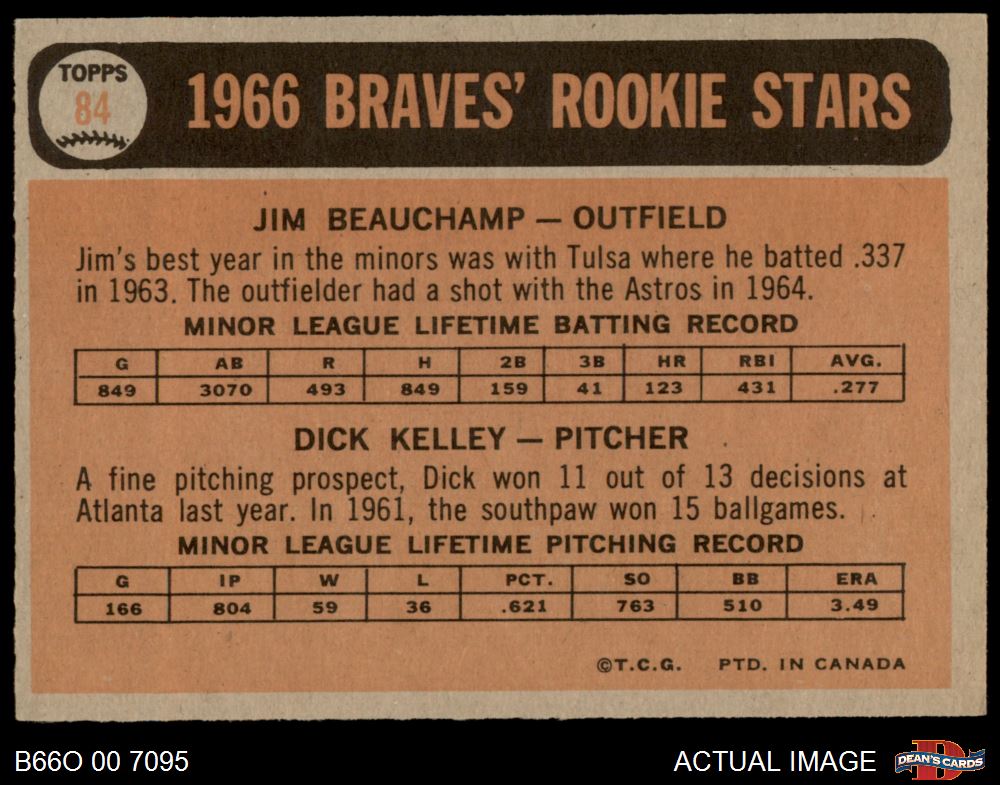 TOPPS
84
1966 BRAVES' ROOKIE STARS
JIM BEAUCHAMP — OUTFIELD
Jim's best year in the minors was with Tulsa where he batted .337
in 1963. The outfielder had a shot with the Astros in 1964.
MINOR LEAGUE LIFETIME BATTING RECORD
G AB R H 2B 3B HR RBI AVG.
849 3070 493 849 159 41 123 431 .277
DICK KELLEY — PITCHER
A fine pitching prospect, Dick won 11 out of 13 decisions at
Atlanta last year. In 1961, the southpaw won 15 ballgames.
MINOR LEAGUE LIFETIME PITCHING RECORD
G IP W L PCT. SO BB ERA
166 804 59 36 .621 763 510 3.49
©T.C.G. PTD. IN CANADA
B66O 00 7095
ACTUAL IMAGE
DEAN'S CARDS